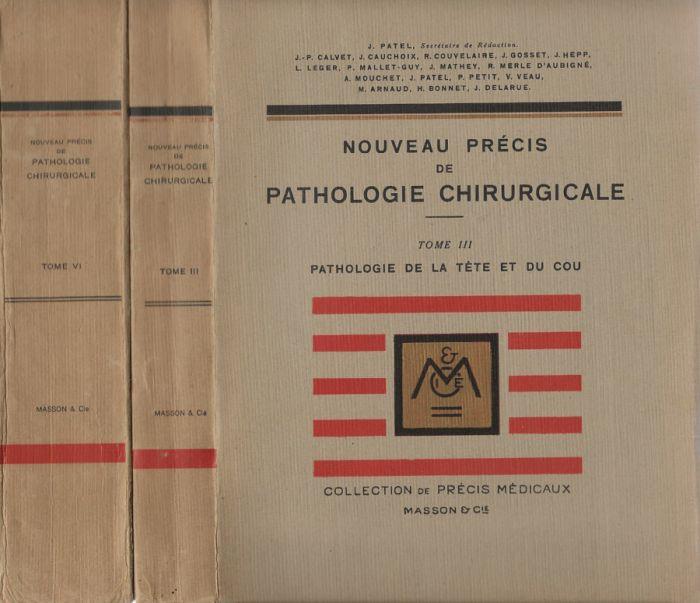 NOUVEAU PRÉCIS
DE
PATHOLOGIE
CHIRURGICALE
TOME VI
MASSON & Cie
NOUVEAU PRÉCIS
DE
PATHOLOGIE
CHIRURGICALE
TOME III
MASSON & Cie
J. PATEL, Secrétaire de Rédaction.
J.-P. CALVET, J. CAUCHOIX, R. COUVELAIRE, J. GOSSET, J. HEPP,
L. LEGER, P. MALLET-GUY, J. MATHEY, R. MERLE D'AUBIGNÉ,
A. MOUCHET, J. PATEL, P. PETIT, V. VEAU,
M. ARNAUD, H. BONNET, J. DELARUE.
NOUVEAU PRÉCIS
DE
PATHOLOGIE CHIRURGICALE
TOME III
PATHOLOGIE DE LA TÊTE ET DU COU
M & CIE
COLLECTION DE PRÉCIS MÉDICAUX
MASSON & CIE